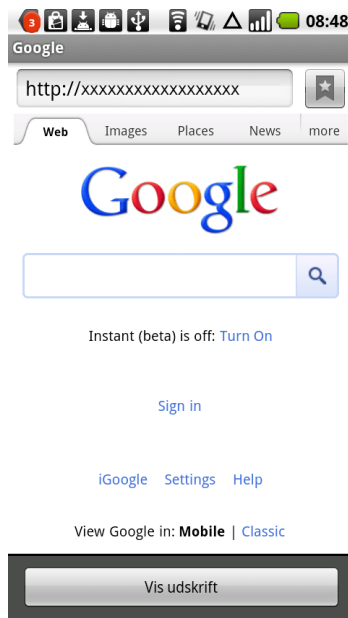 3 08:48
Google
http://xxxxxxxxxxxxxxxxxx
Web Images Places News more
Google
Instant (beta) is off: Turn On
Sign in
iGoogle Settings Help
View Google in: Mobile | Classic
Vis udskrift